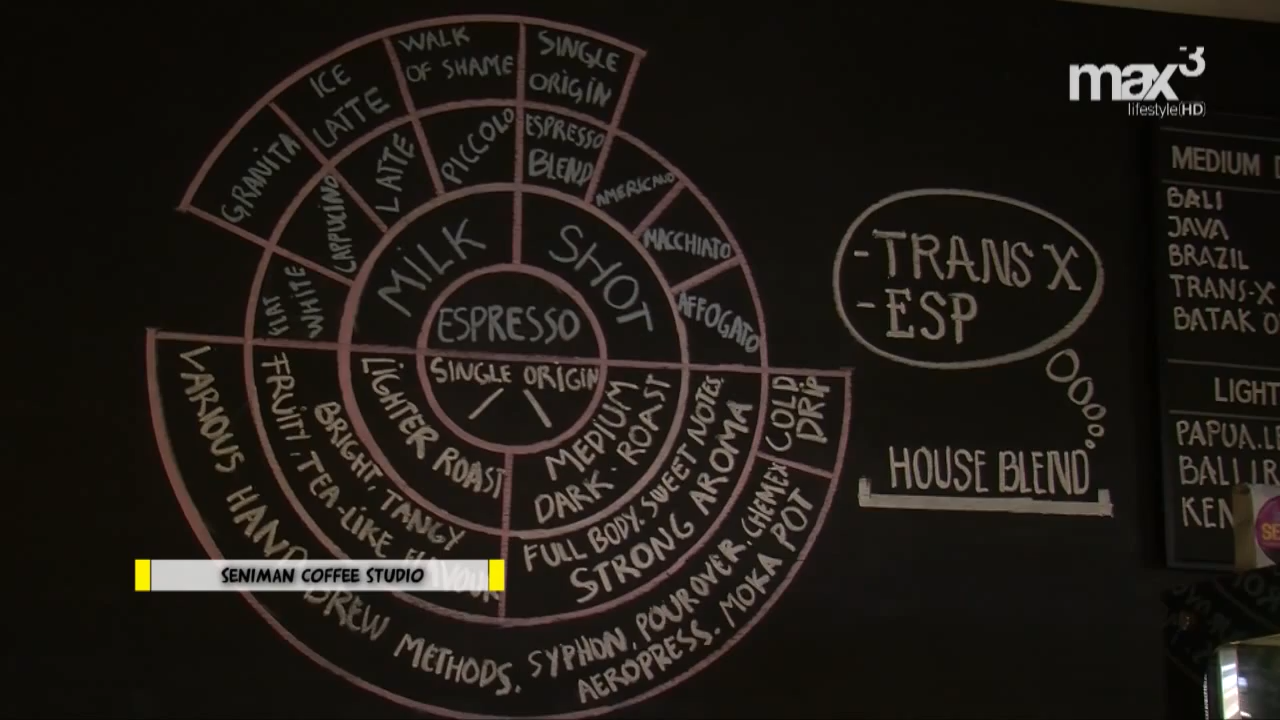 max3
lifestyle[HD]
WALK
OF SHAME
SINGLE
ORIGIN
ICE
LATTE
GRANITA
LATTE
PICCOLO
ESPRESSO
BLEND
AMERICANO
MACCHIATO
AFFOGATO
CAPPUCINO
FLAT
WHITE
MILK
SHOT
ESPRESSO
SINGLE ORIGIN
LIGHTER ROAST
MEDIUM
DARK. ROAST
BRIGHT, TANGY
FRUITY, TEA-LIKE FLAVOUR
FULL BODY. SWEET NOTES.
STRONG AROMA
COLD
DRIP
VARIOUS HAND BREW METHODS. SYPHON, POUROVER, CHEMEX
AEROPRESS. MOKA POT
-TRANS X
-ESP
HOUSE BLEND
MEDIUM
BALI
JAVA
BRAZIL
TRANS-X
BATAK
LIGHT
PAPUA.
BALI
KEN
SENIMAN COFFEE STUDIO